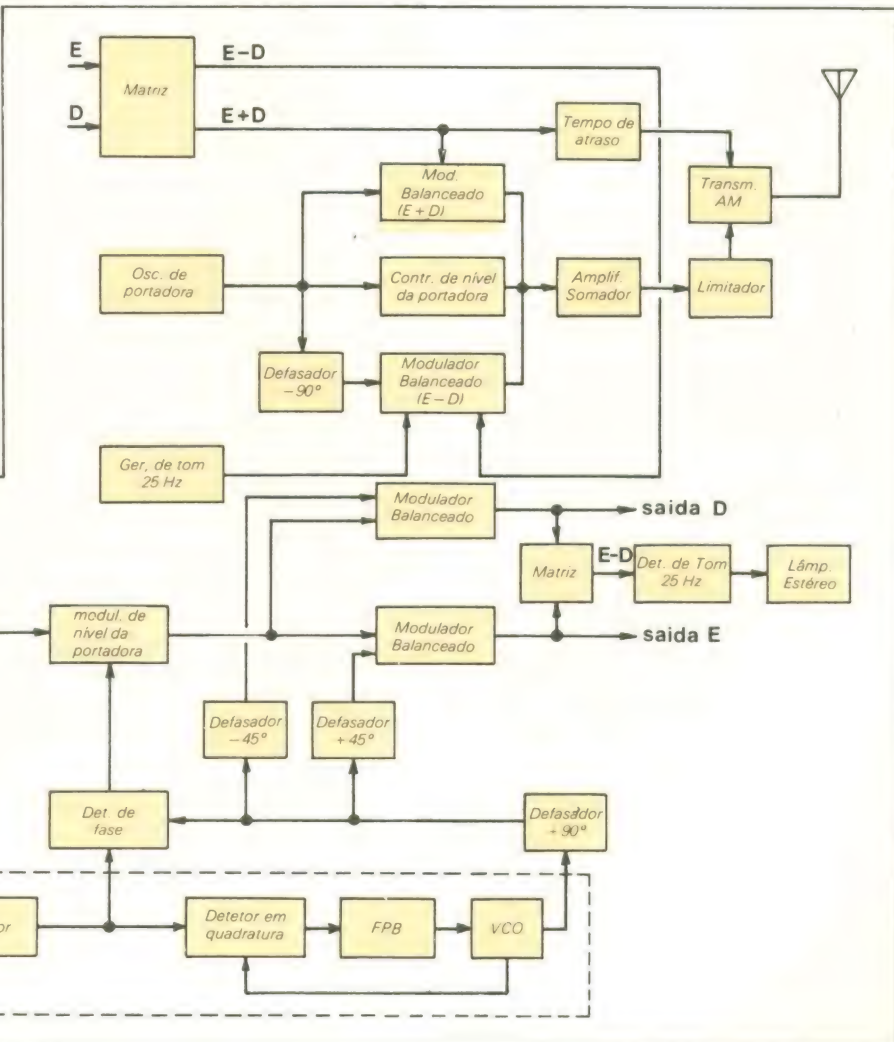 E
E-D
Matriz
D
E+D
Tempo de
atraso
Mod.
Balanceado
(E + D)
Transm.
AM
Osc. de
portadora
Contr. de nível
da portadora
Amplif.
Somador
Limitador
Defasador
-90°
Modulador
Balanceado
(E - D)
Ger, de tom
25 Hz
Modulador
Balanceado
saida D
Matriz
E-D
Det. de Tom
25 Hz
Lâmp.
Estéreo
modul. de
nível da
portadora
Modulador
Balanceado
saida E
Defasador
-45°
Defasador
+45°
Det. de
fase
Defasador
+90°
or
Detetor em
quadratura
FPB
VCO